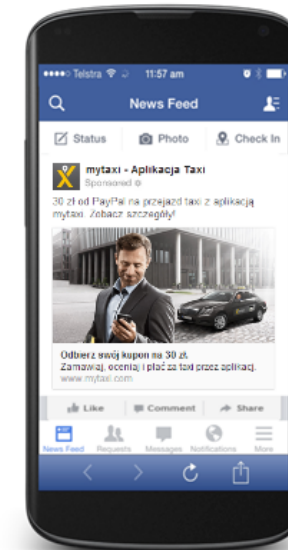 Telstra 11:57 am
News Feed
Status Photo Check In
mytaxi - Aplikacja Taxi
Sponsored
30 zł od PayPal na przejazd taxi z aplikacją
mytaxi. Zobacz szczegóły!
Odbierz swój kupon na 30 zł.
Zamawiaj, oceniaj i płać za taxi przez aplikacj.
www.mytaxi.com
Like Comment Share
News Feed Requests Messages Notifications More